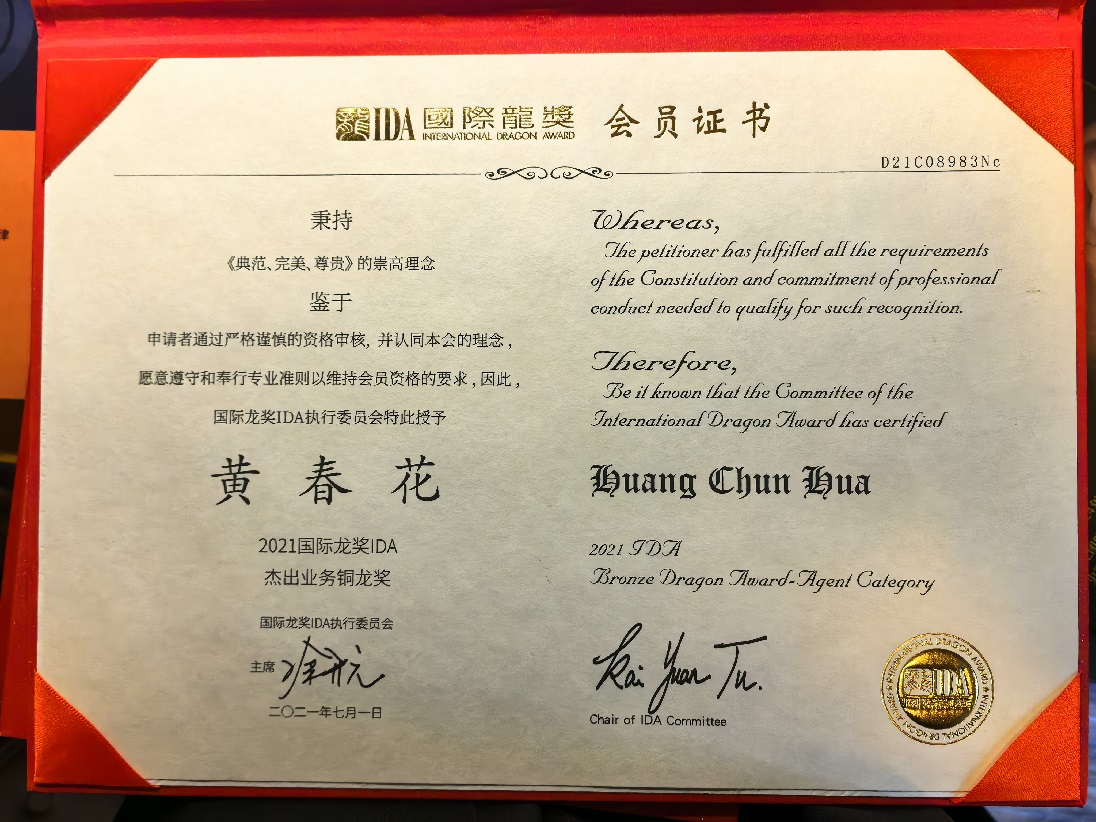 龍IDA 國際龍獎 会员证书
INTERNATIONAL DRAGON AWARD
D21C08983Nc
秉持
《典范、完美、尊贵》的崇高理念
鉴于
申请者通过严格谨慎的资格审核, 并认同本会的理念,
愿意遵守和奉行专业准则以维持会员资格的要求,因此,
国际龙奖IDA执行委员会特此授予
黄春花
2021国际龙奖IDA
杰出业务铜龙奖
国际龙奖IDA执行委员会
主席
二〇二一年七月一日
Whereas,
The petitioner has fulfilled all the requirements
of the Constitution and commitment of professional
conduct needed to qualify for such recognition.
Therefore,
Be it known that the Committee of the
International Dragon Award has certified
Huang Chun Hua
2021 IDA
Bronze Dragon Award-Agent Category
Kai Yuan Tu.
Chair of IDA Committee
INTERNATIONAL DRAGON AWARD
IDA
律